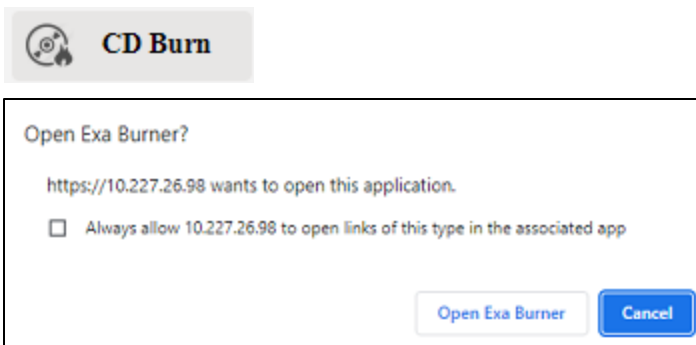 CD Burn
Open Exa Burner?
https://10.227.26.98 wants to open this application.
Always allow 10.227.26.98 to open links of this type in the associated app
Open Exa Burner Cancel